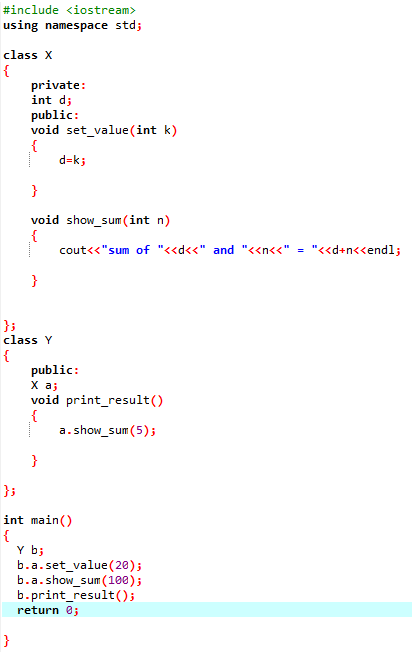 #include <iostream>
using namespace std;
class X
{
private:
int d;
public:
void set_value(int k)
{
d=k;
}
void show_sum(int n)
{
cout<<"sum of "<<d<<" and "<<n<<" = "<<d+n<<endl;
}
};
class Y
{
public:
X a;
void print_result()
{
a.show_sum(5);
}
};
int main()
{
Y b;
b.a.set_value(20);
b.a.show_sum(100);
b.print_result();
return 0;
}